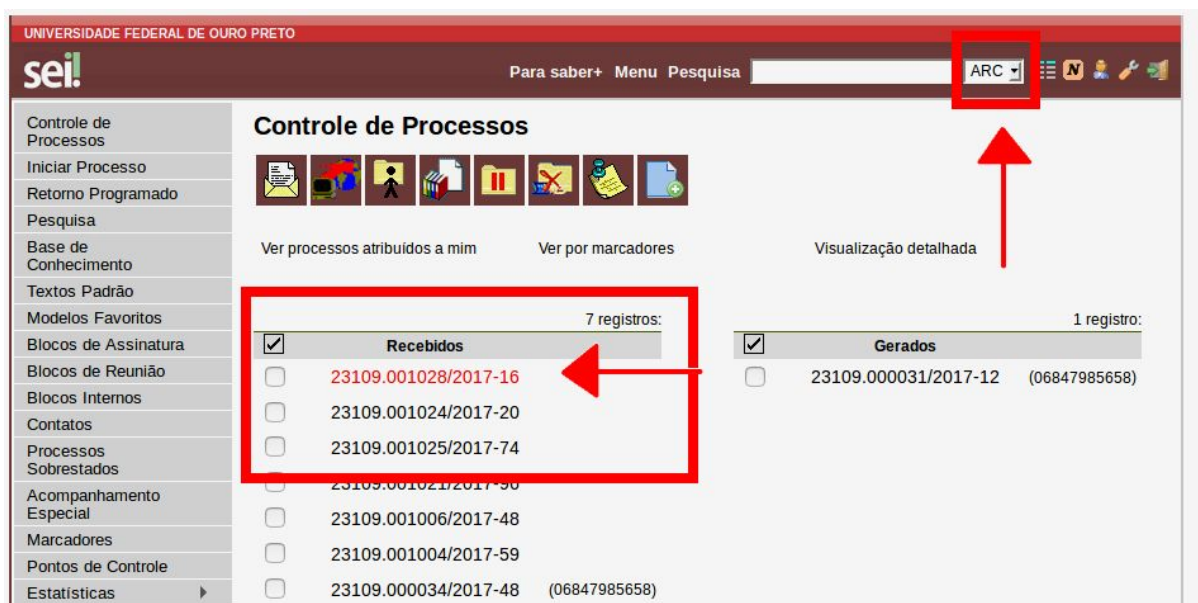 UNIVERSIDADE FEDERAL DE OURO PRETO
sei!
Para saber+ Menu Pesquisa
ARC
N
Controle de
Processos
Iniciar Processo
Retorno Programado
Pesquisa
Base de
Conhecimento
Textos Padrão
Modelos Favoritos
Blocos de Assinatura
Blocos de Reunião
Blocos Internos
Contatos
Processos
Sobrestados
Acompanhamento
Especial
Marcadores
Pontos de Controle
Estatísticas
Controle de Processos
Ver processos atribuídos a mim
Ver por marcadores
Visualização detalhada
7 registros:
Recebidos
23109.001028/2017-16
23109.001024/2017-20
23109.001025/2017-74
23109.001021/2017-96
23109.001006/2017-48
23109.001004/2017-59
23109.000034/2017-48 (06847985658)
1 registro:
Gerados
23109.000031/2017-12 (06847985658)